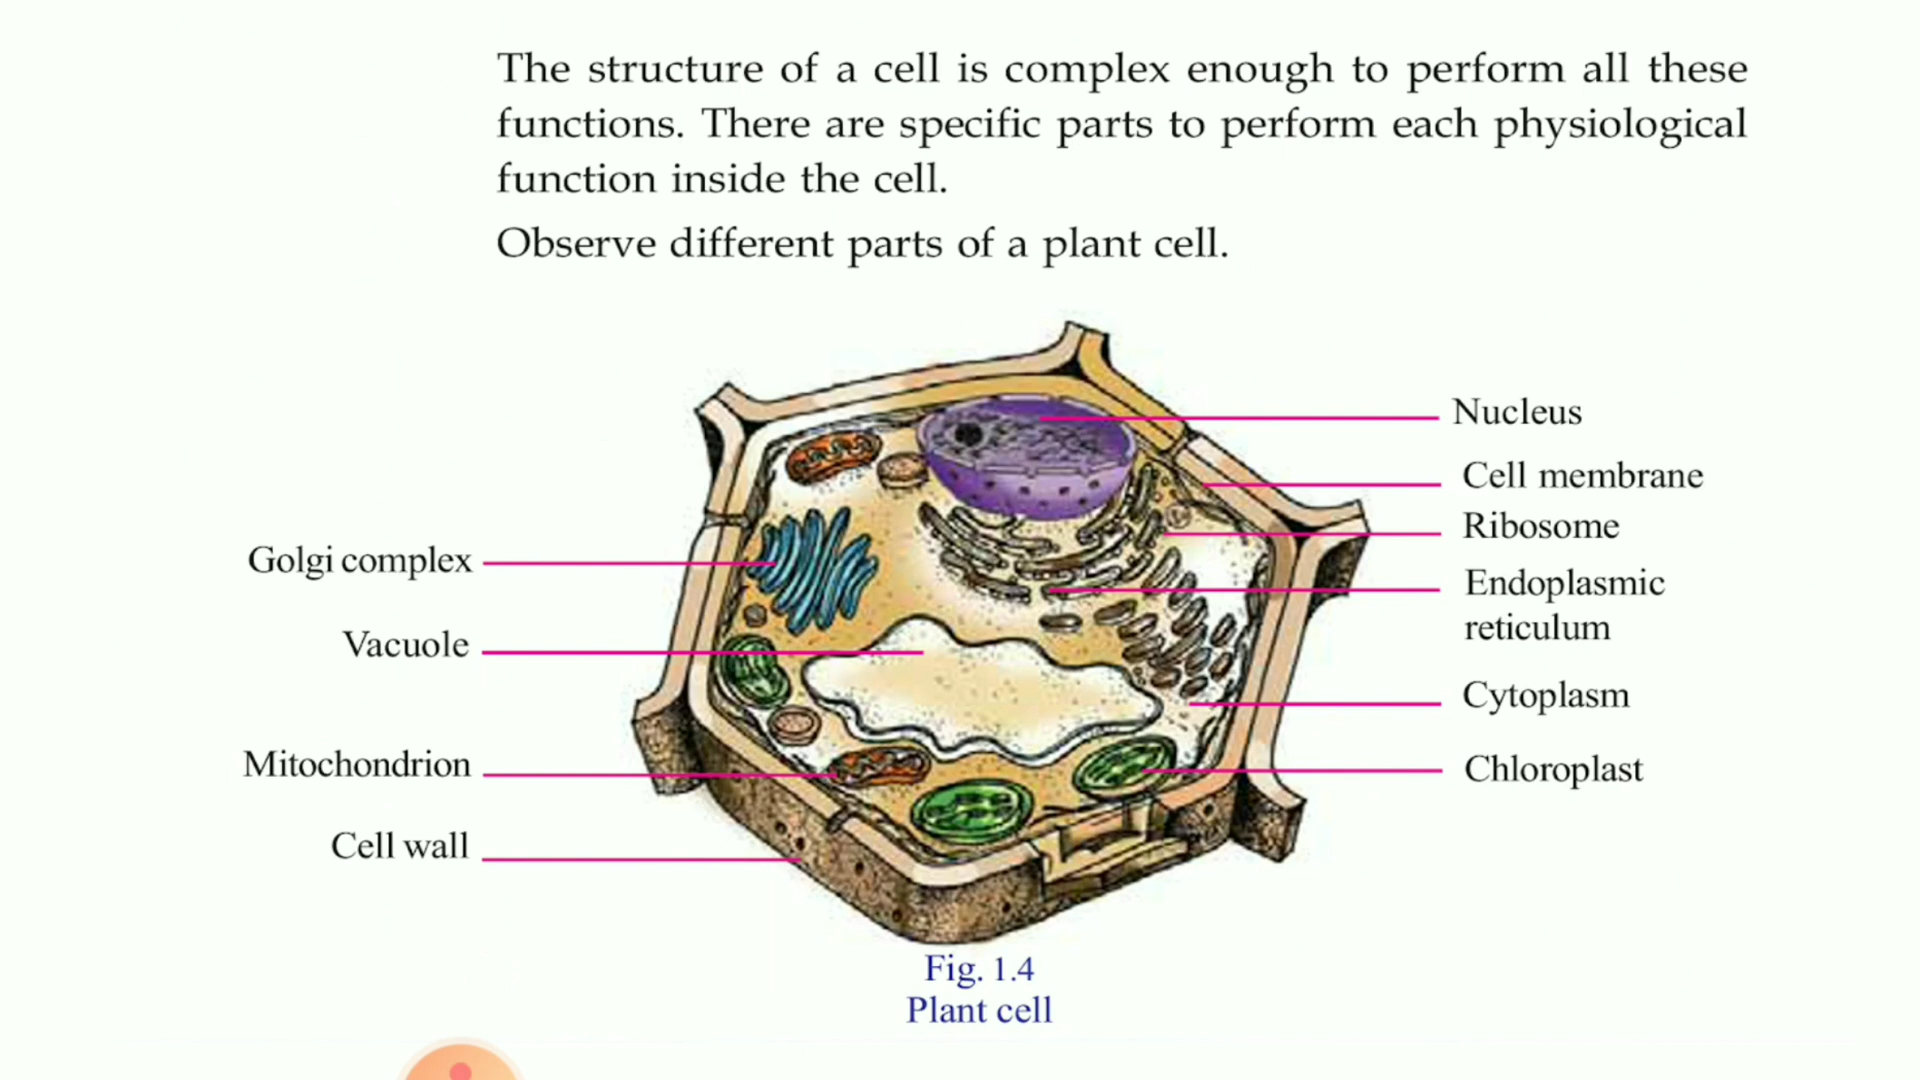 The structure of a cell is complex enough to perform all these
functions. There are specific parts to perform each physiological
function inside the cell.
Observe different parts of a plant cell.
Nucleus
Cell membrane
Ribosome
Golgi complex
Endoplasmic
reticulum
Vacuole
Cytoplasm
Mitochondrion
Chloroplast
Cell wall
Fig. 1.4
Plant cell